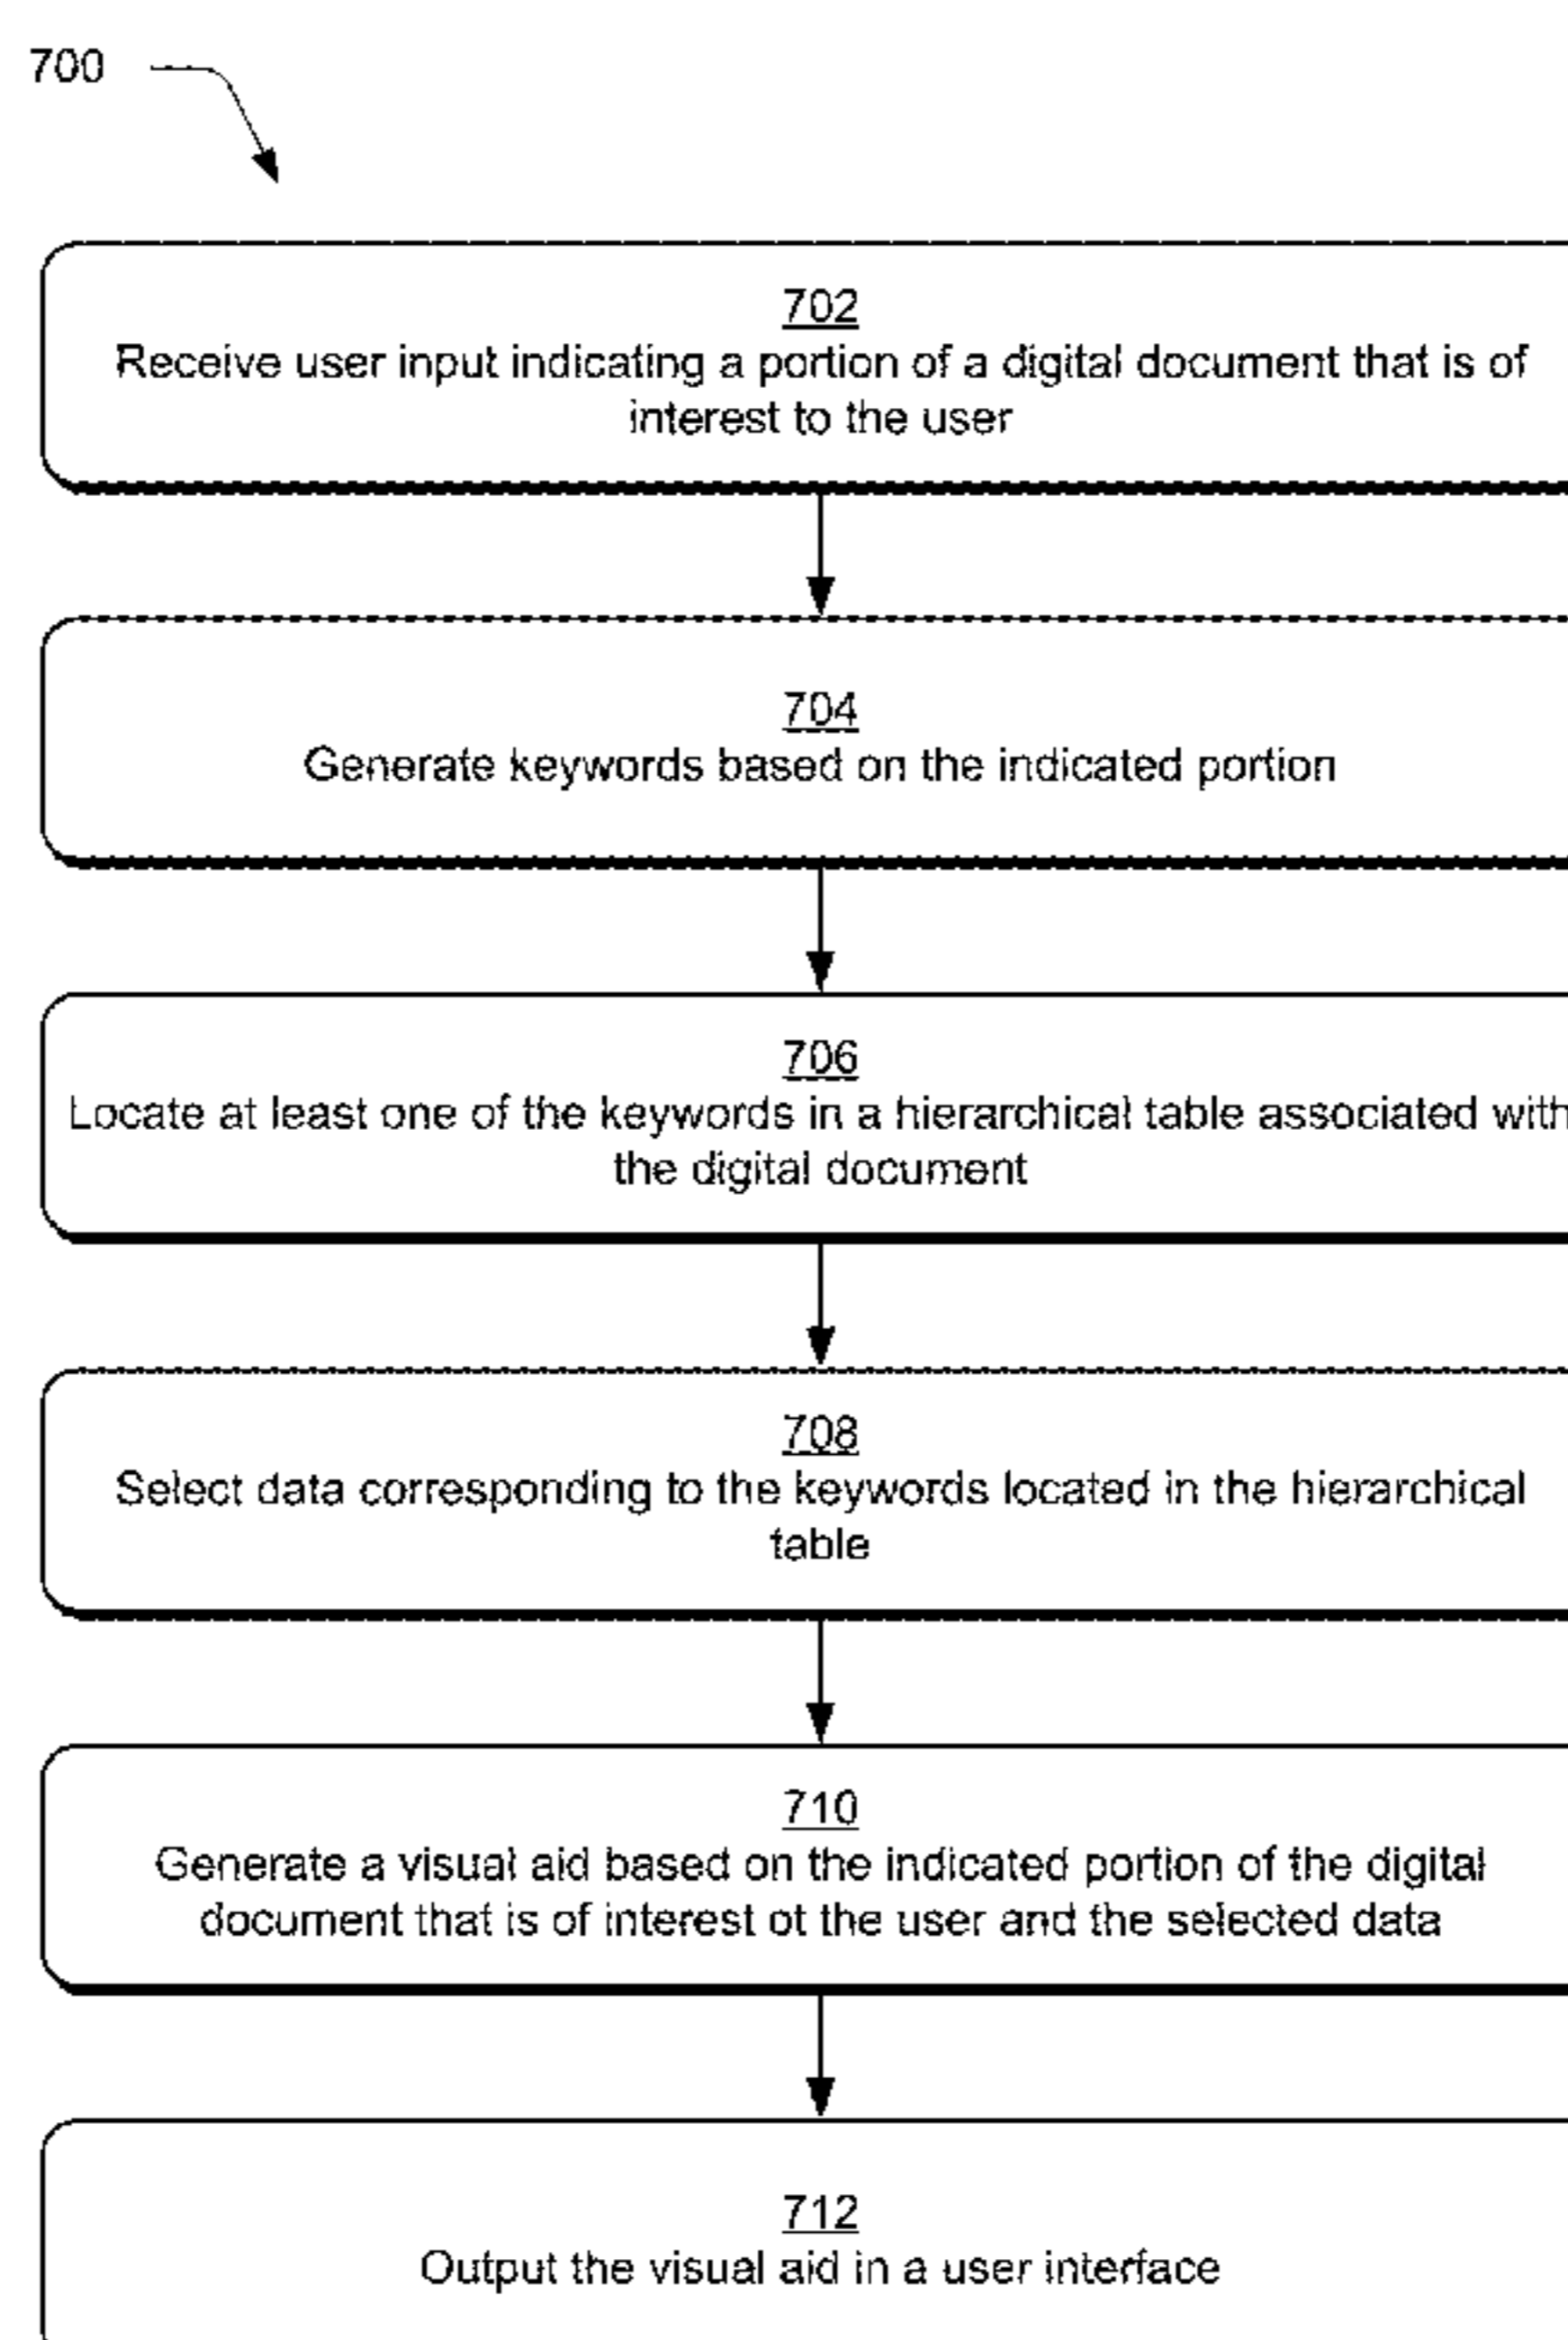 700
702
Receive user input indicating a portion of a digital document that is of
interest to the user
704
Generate keywords based on the indicated portion
706
Locate at least one of the keywords in a hierarchical table associated with
the digital document
708
Select data corresponding to the keywords located in the hierarchical
table
710
Generate a visual aid based on the indicated portion of the digital
document that is of interest ot the user and the selected data
712
Output the visual aid in a user interface